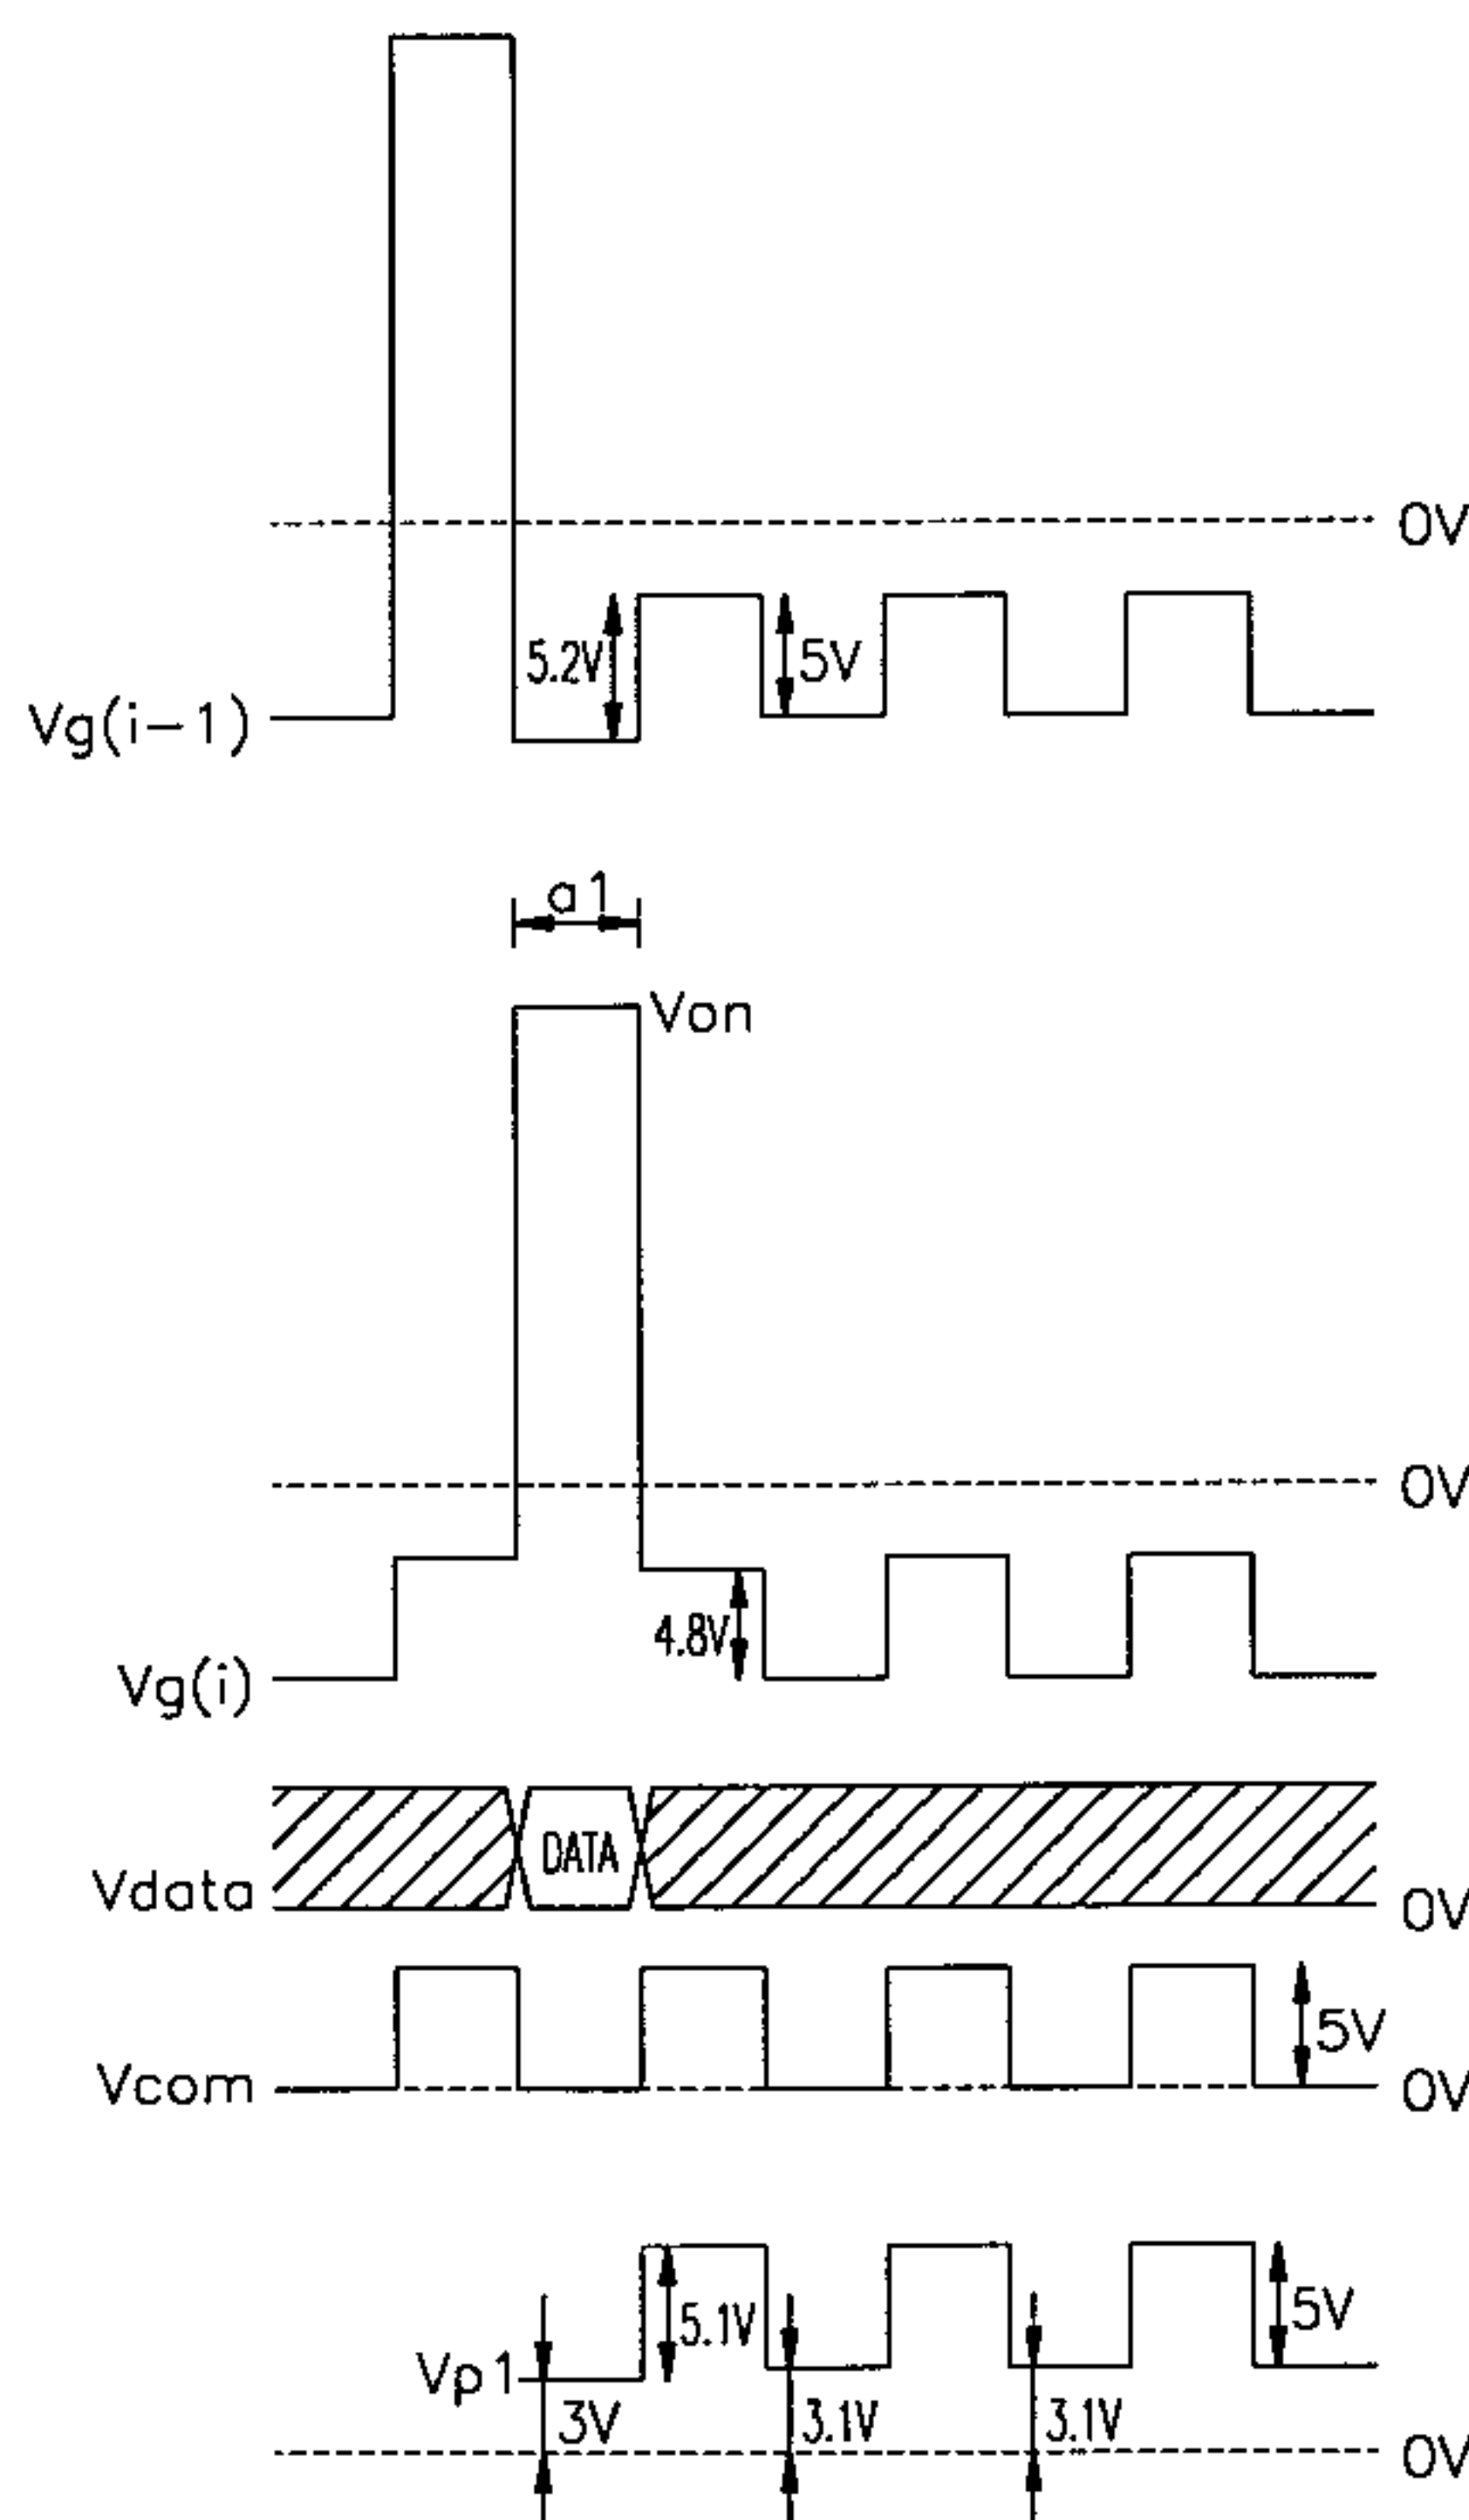 0V
5.2V
5V
Vg(i-1)
a1
Von
0V
4.8V
Vg(i)
DATA
Vdata
0V
5V
Vcom
0V
5.1V
5V
Vp1
3V
3.1V
3.1V
0V